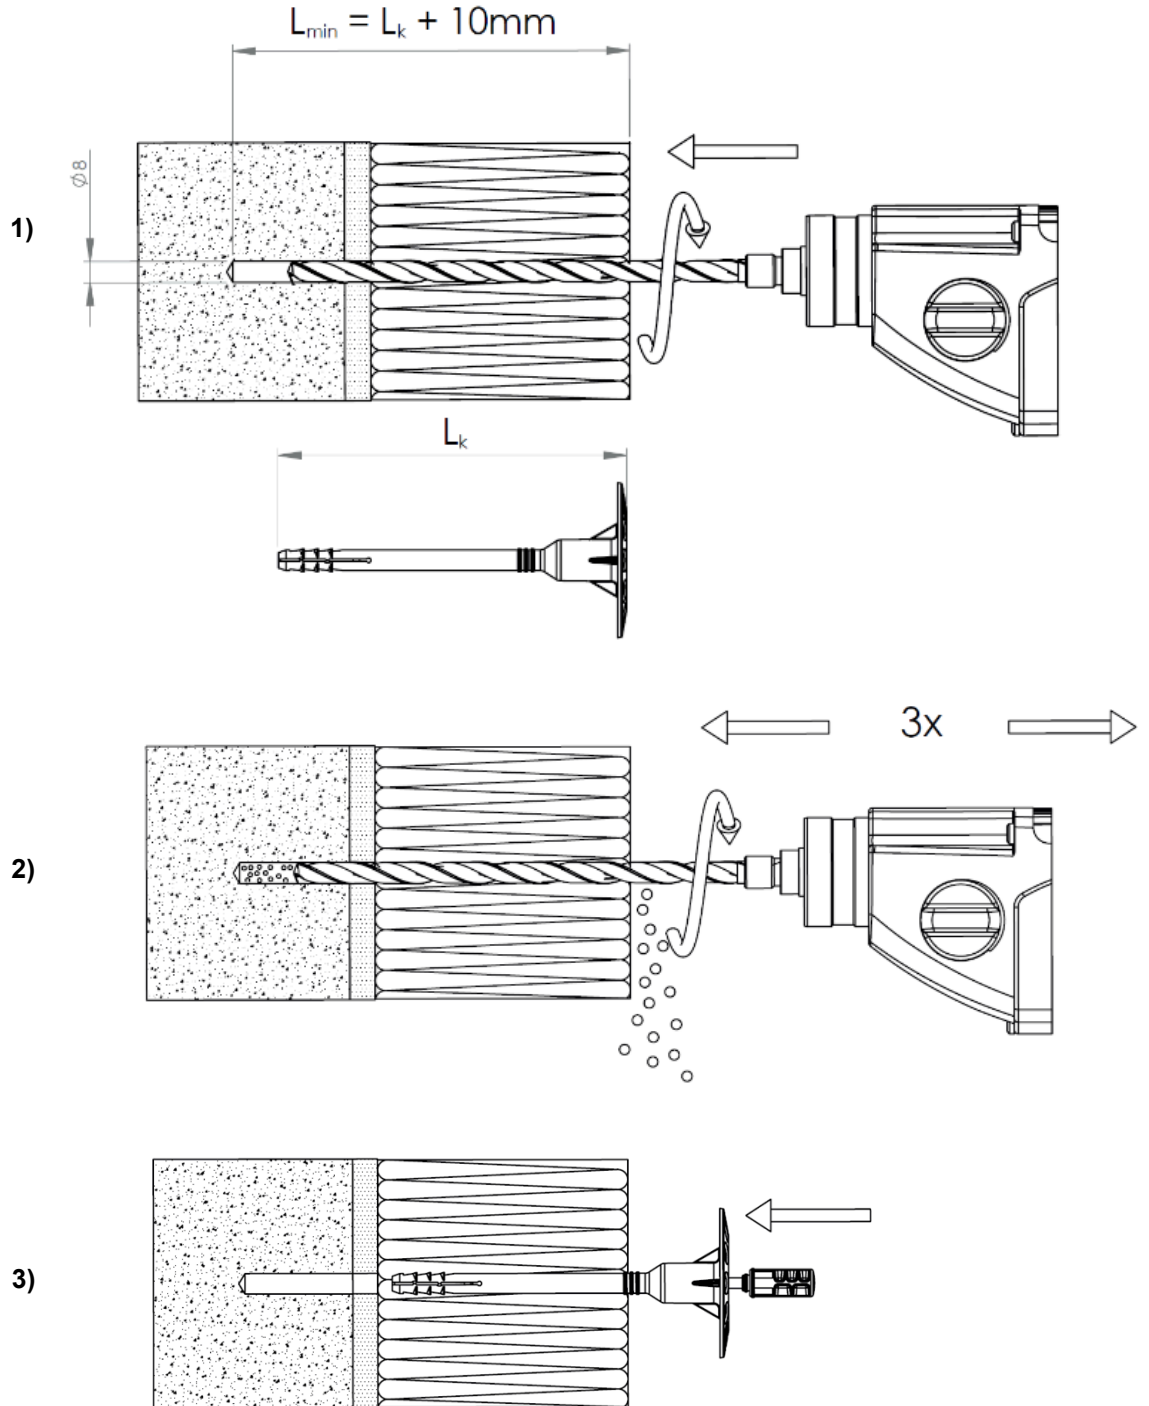 Lmin = Lk + 10mm
Ø8
1)
Lk
3x
2)
3)